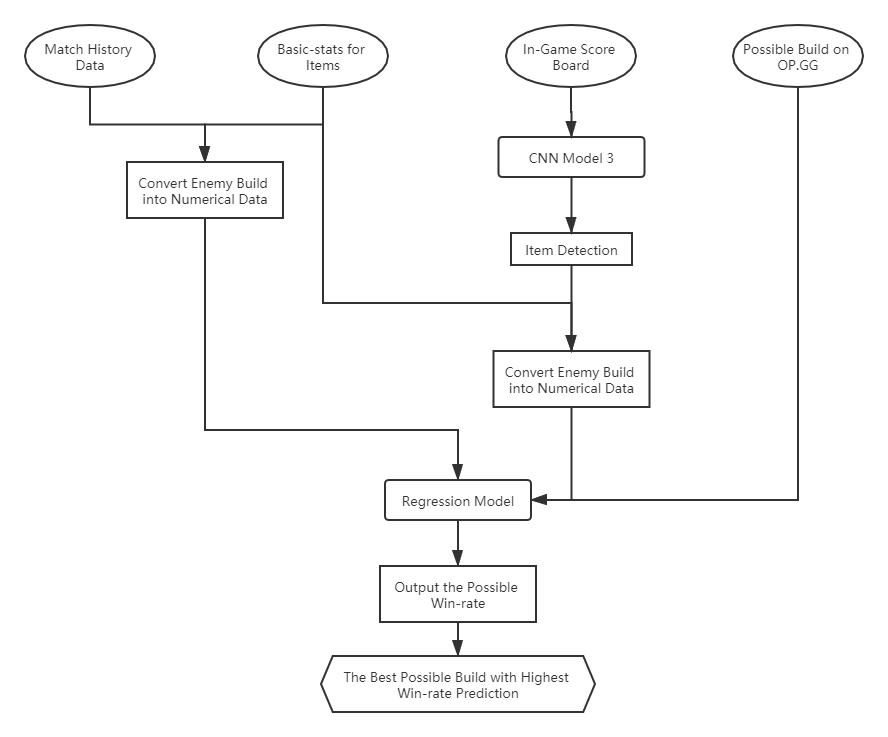 Match History
Data
Basic-stats for
Items
In-Game Score
Board
Possible Build on
OP.GG
CNN Model 3
Convert Enemy Build
into Numerical Data
Item Detection
Convert Enemy Build
into Numerical Data
Regression Model
Output the Possible
Win-rate
The Best Possible Build with Highest
Win-rate Prediction